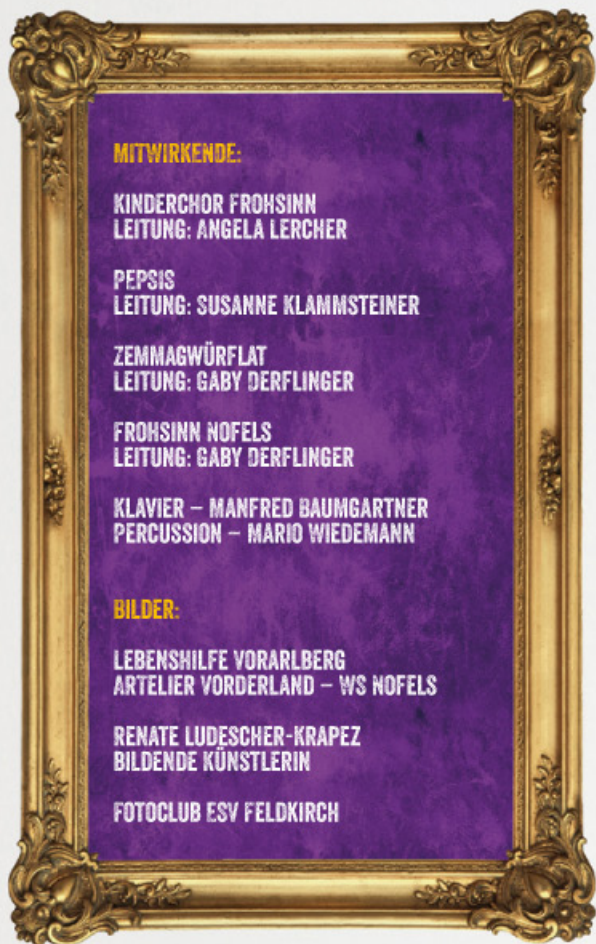 MITWIRKENDE:
KINDERCHOR FROHSINN
LEITUNG: ANGELA LERCHER
PEPSIS
LEITUNG: SUSANNE KLAMMSTEINER
ZEMMAGWÜRFLAT
LEITUNG: GABY DERFLINGER
FROHSINN NOFELS
LEITUNG: GABY DERFLINGER
KLAVIER – MANFRED BAUMGARTNER
PERCUSSION – MARIO WIEDEMANN
BILDER:
LEBENSHILFE VORARLBERG
ARTELIER VORDERLAND – WS NOFELS
RENATE LUDESCHER-KRAPEZ
BILDENDE KÜNSTLERIN
FOTOCLUB ESV FELDKIRCH